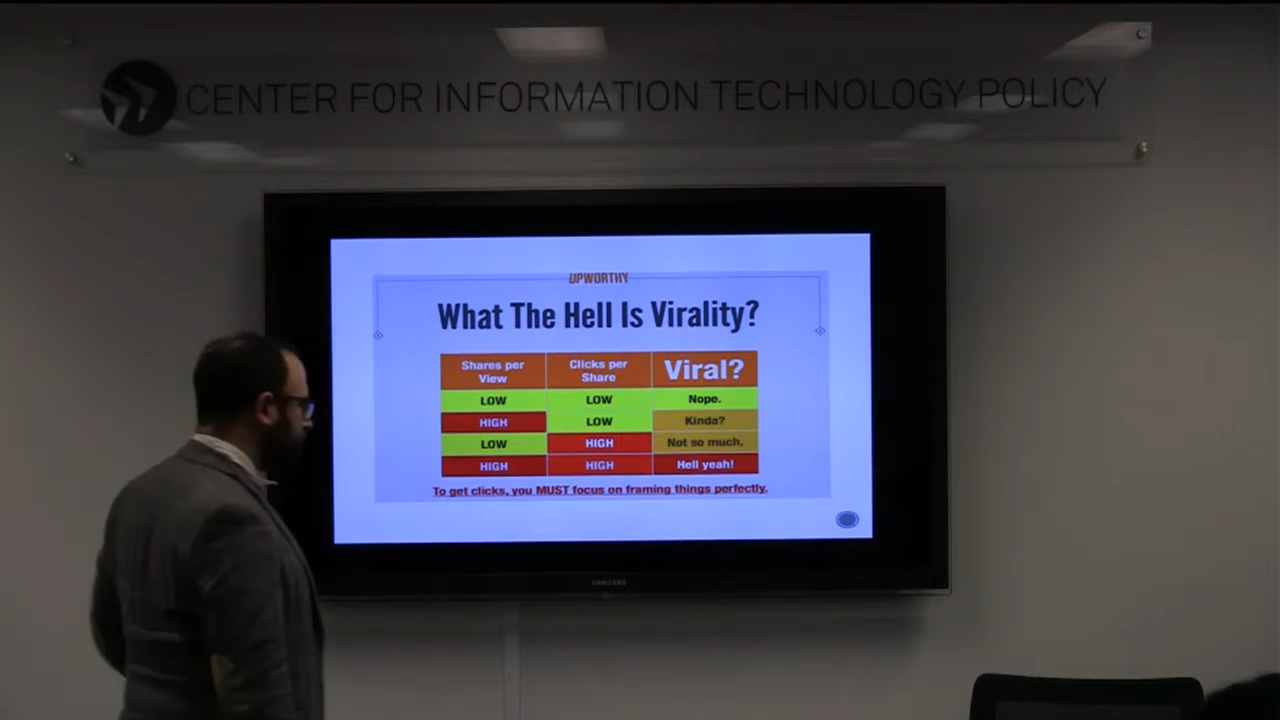 CENTER FOR INFORMATION TECHNOLOGY POLICY
UPWORTHY
What The Hell Is Virality?
Shares per View
Clicks per Share
Viral?
LOW LOW Nope.
HIGH LOW Kinda?
LOW HIGH Not so much.
HIGH HIGH Hell yeah!
To get clicks, you MUST focus on framing things perfectly.
SAMSUNG